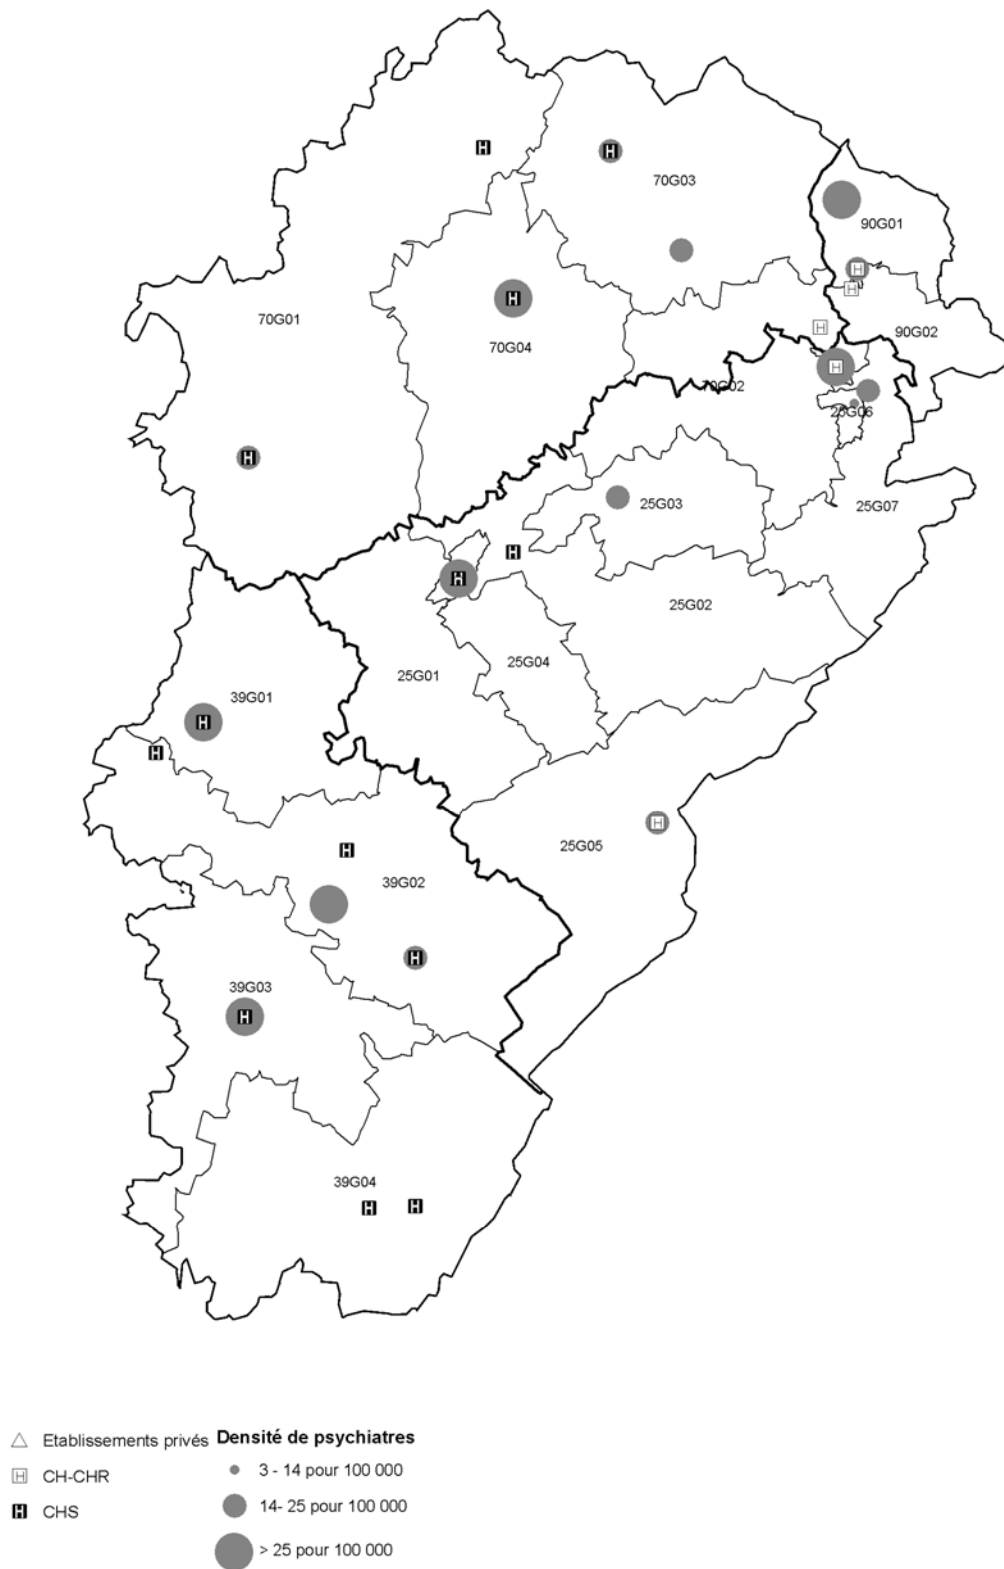 70G03
90G01
70G01
90G02
70G04
70G02
25G06
25G03
25G07
25G02
25G04
25G01
39G01
25G05
39G02
39G03
39G04
Etablissements privés
CH-CHR
CHS
Densité de psychiatres
3 - 14 pour 100 000
14- 25 pour 100 000
> 25 pour 100 000